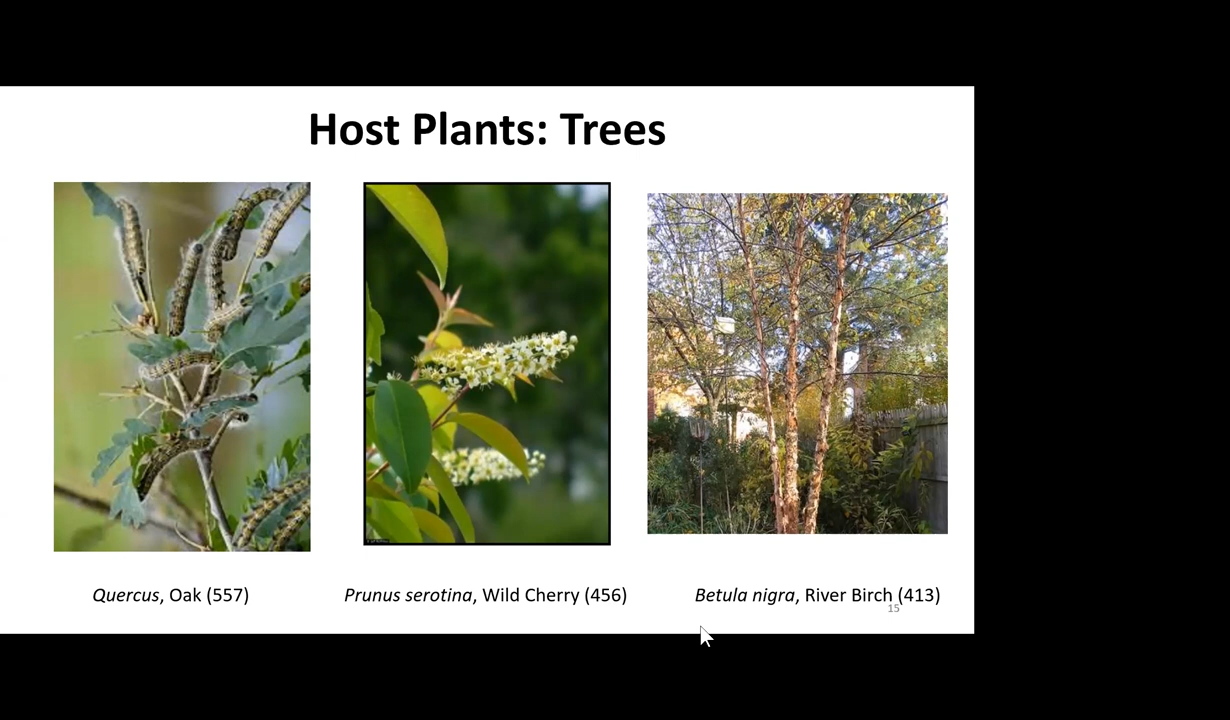 Host Plants: Trees
Quercus, Oak (557)
Prunus serotina, Wild Cherry (456)
Betula nigra, River Birch (413)
15